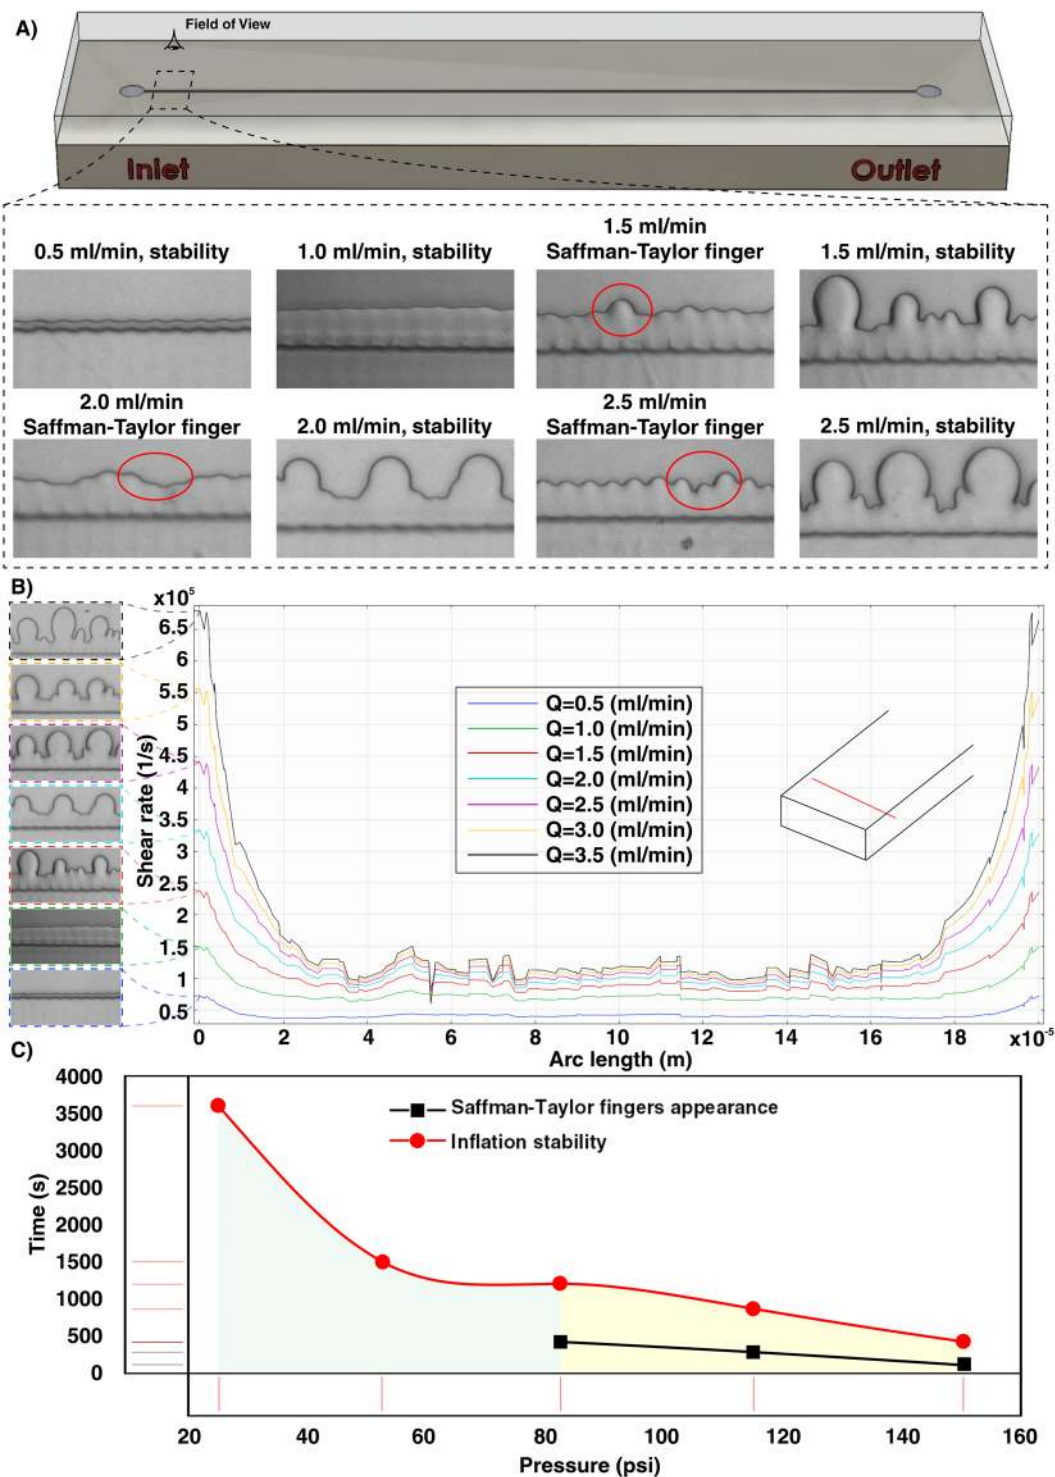 A)
Field of View
Inlet
Outlet
0.5 ml/min, stability
1.0 ml/min, stability
1.5 ml/min
Saffman-Taylor finger
1.5 ml/min, stability
2.0 ml/min
Saffman-Taylor finger
2.0 ml/min, stability
2.5 ml/min
Saffman-Taylor finger
2.5 ml/min, stability
B)
x10⁵
6.5
6
5.5
5
4.5
4
3.5
3
2.5
2
1.5
1
0.5
Shear rate (1/s)
Q=0.5 (ml/min)
Q=1.0 (ml/min)
Q=1.5 (ml/min)
Q=2.0 (ml/min)
Q=2.5 (ml/min)
Q=3.0 (ml/min)
Q=3.5 (ml/min)
0 2 4 6 8 10 12 14 16 18 x10⁻⁵
Arc length (m)
C)
4000
3500
3000
2500
2000
1500
1000
500
0
Time (s)
Saffman-Taylor fingers appearance
Inflation stability
20 40 60 80 100 120 140 160
Pressure (psi)